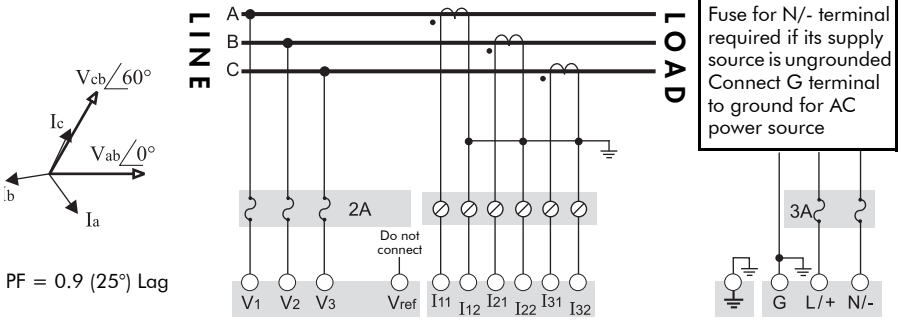 A
B
C
LINE
LOAD
Fuse for N/- terminal
required if its supply
source is ungrounded
Connect G terminal
to ground for AC
power source
Vcb/60°
Ic
Vab/0°
Ib
Ia
PF = 0.9 (25°) Lag
2A
3A
Do not
connect
V1 V2 V3 Vref I11 I12 I21 I22 I31 I32 G L/+ N/-